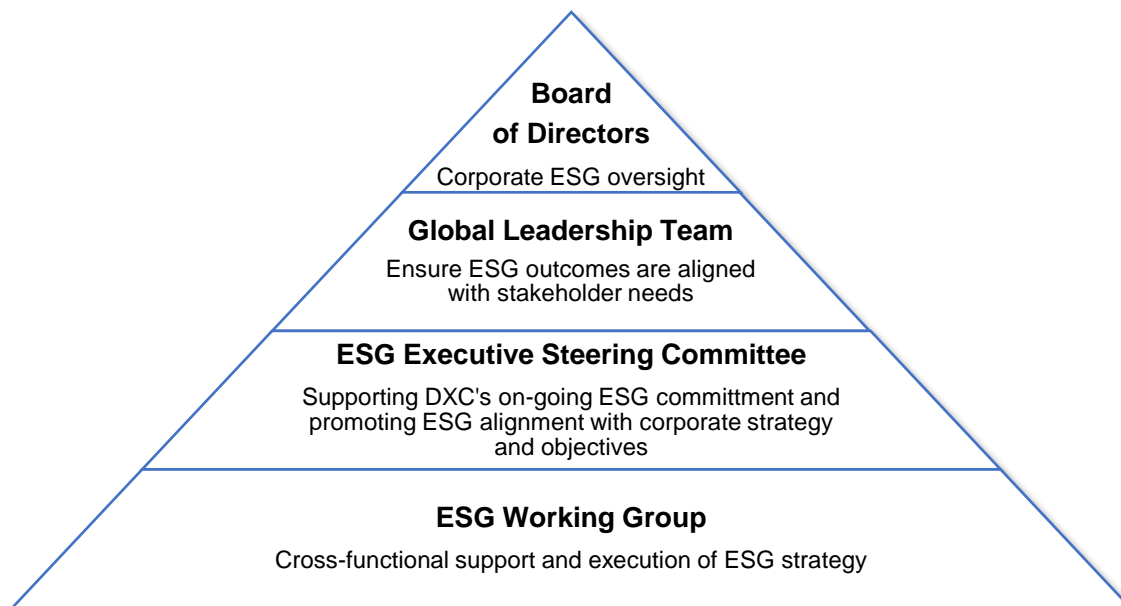 Board
of Directors
Corporate ESG oversight
Global Leadership Team
Ensure ESG outcomes are aligned
with stakeholder needs
ESG Executive Steering Committee
Supporting DXC's on-going ESG committment and
promoting ESG alignment with corporate strategy
and objectives
ESG Working Group
Cross-functional support and execution of ESG strategy